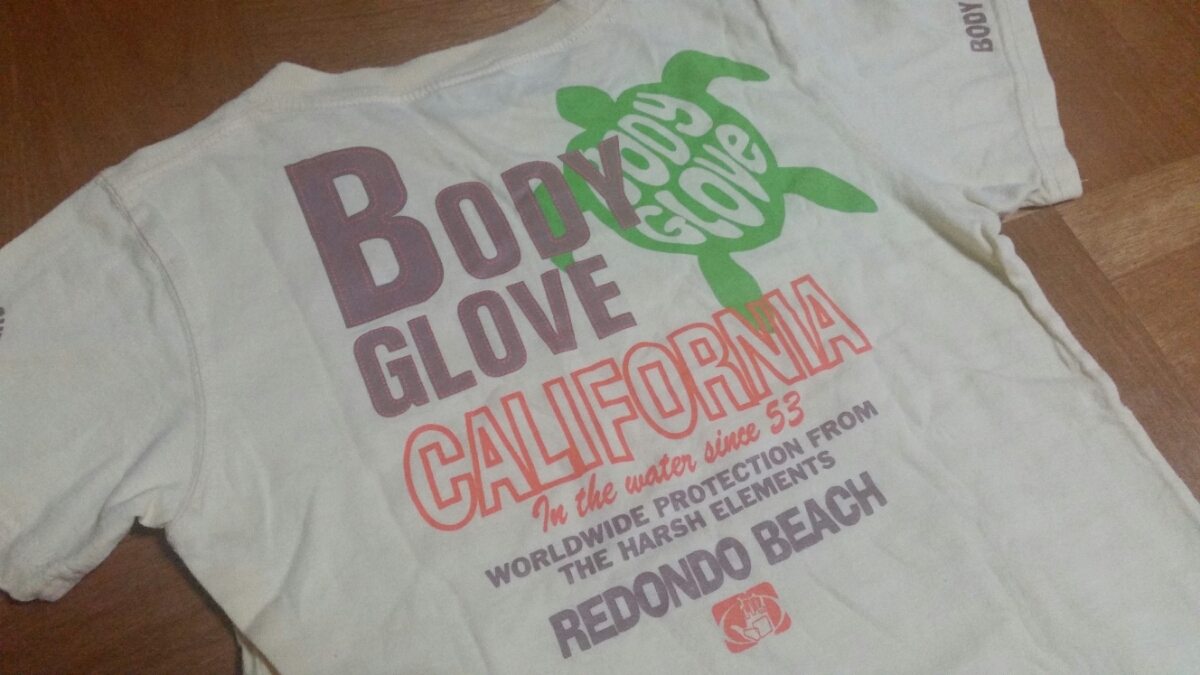 BODY
BODY
GLOVE
BODY
GLOVE
CALIFORNIA
In the water since 53
WORLDWIDE PROTECTION FROM
THE HARSH ELEMENTS
REDONDO BEACH